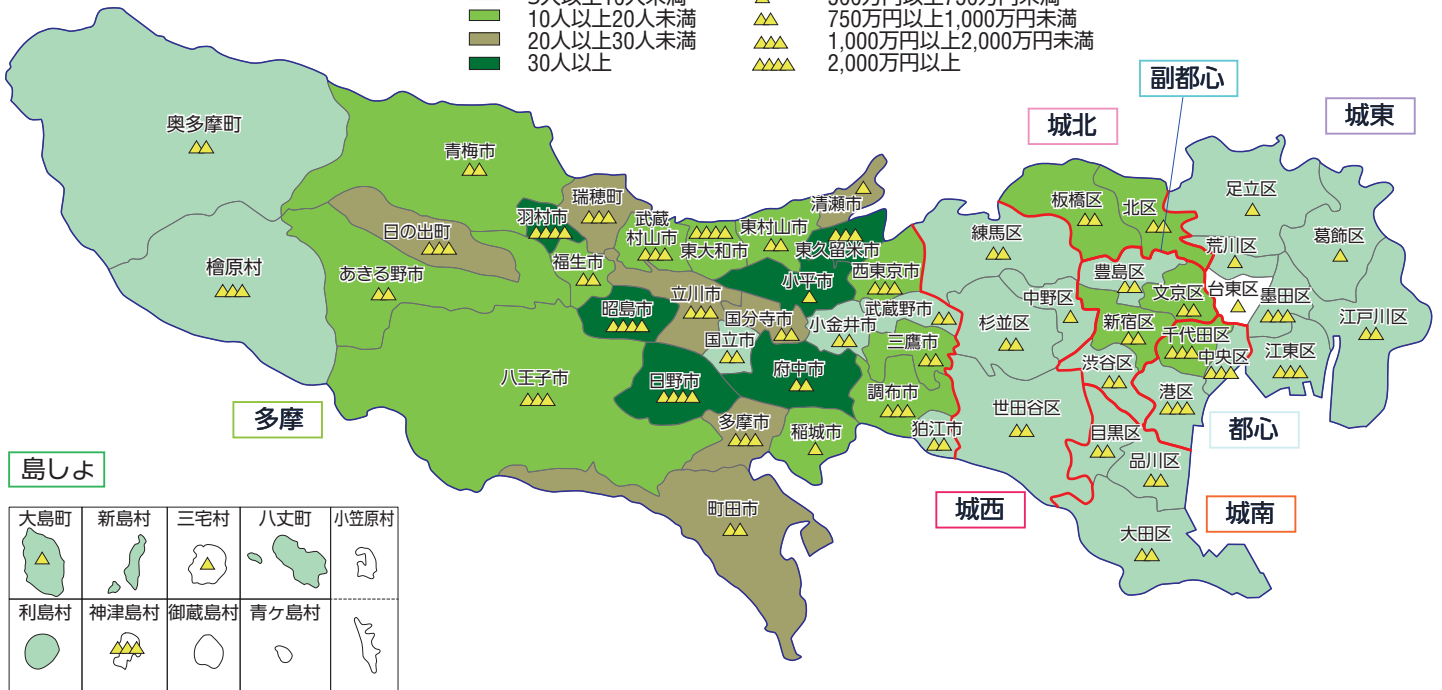 10人以上20人未満
20人以上30人未満
30人以上
750万円以上1,000万円未満
1,000万円以上2,000万円未満
2,000万円以上
副都心
城北
城東
奥多摩町
青梅市
瑞穂町
清瀬市
板橋区
北区
足立区
羽村市
武蔵
村山市
東大和市
東村山市
東久留米市
練馬区
荒川区
葛飾区
日の出町
檜原村
あきる野市
福生市
小平市
西東京市
豊島区
文京区
台東区
墨田区
昭島市
立川市
国分寺市
国立市
小金井市
武蔵野市
三鷹市
杉並区
中野区
新宿区
千代田区
中央区
江東区
江戸川区
八王子市
日野市
府中市
調布市
渋谷区
港区
多摩
多摩市
稲城市
狛江市
世田谷区
目黒区
品川区
都心
島しょ
町田市
城西
城南
大田区
大島町
新島村
三宅村
八丈町
小笠原村
利島村
神津島村
御蔵島村
青ケ島村